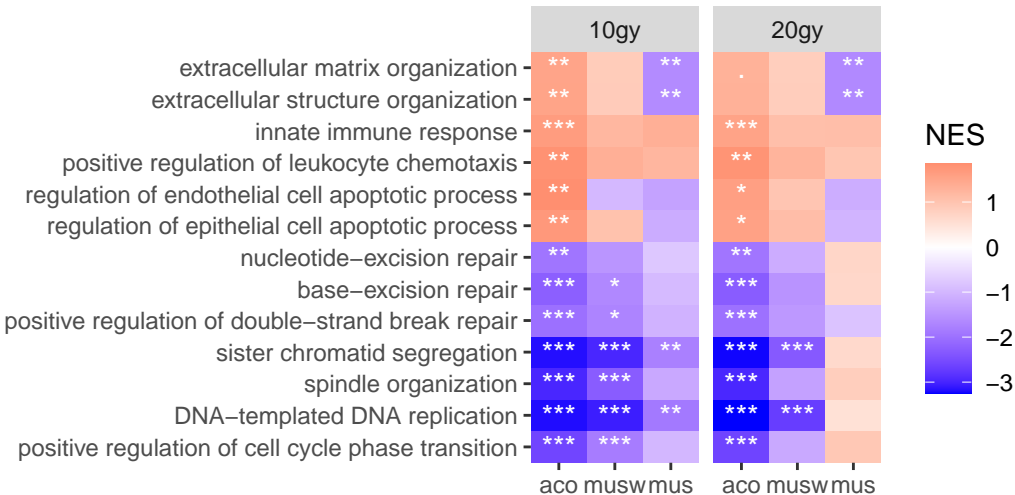 10gy 20gy
extracellular matrix organization ** ** . **
extracellular structure organization ** ** **
innate immune response *** ***
positive regulation of leukocyte chemotaxis ** **
regulation of endothelial cell apoptotic process ** *
regulation of epithelial cell apoptotic process ** *
nucleotide−excision repair ** **
base−excision repair *** * ***
positive regulation of double−strand break repair *** * ***
sister chromatid segregation *** *** ** *** ***
spindle organization *** *** ***
DNA−templated DNA replication *** *** ** *** ***
positive regulation of cell cycle phase transition *** *** ***
aco musw mus aco musw mus
NES
1
0
−1
−2
−3